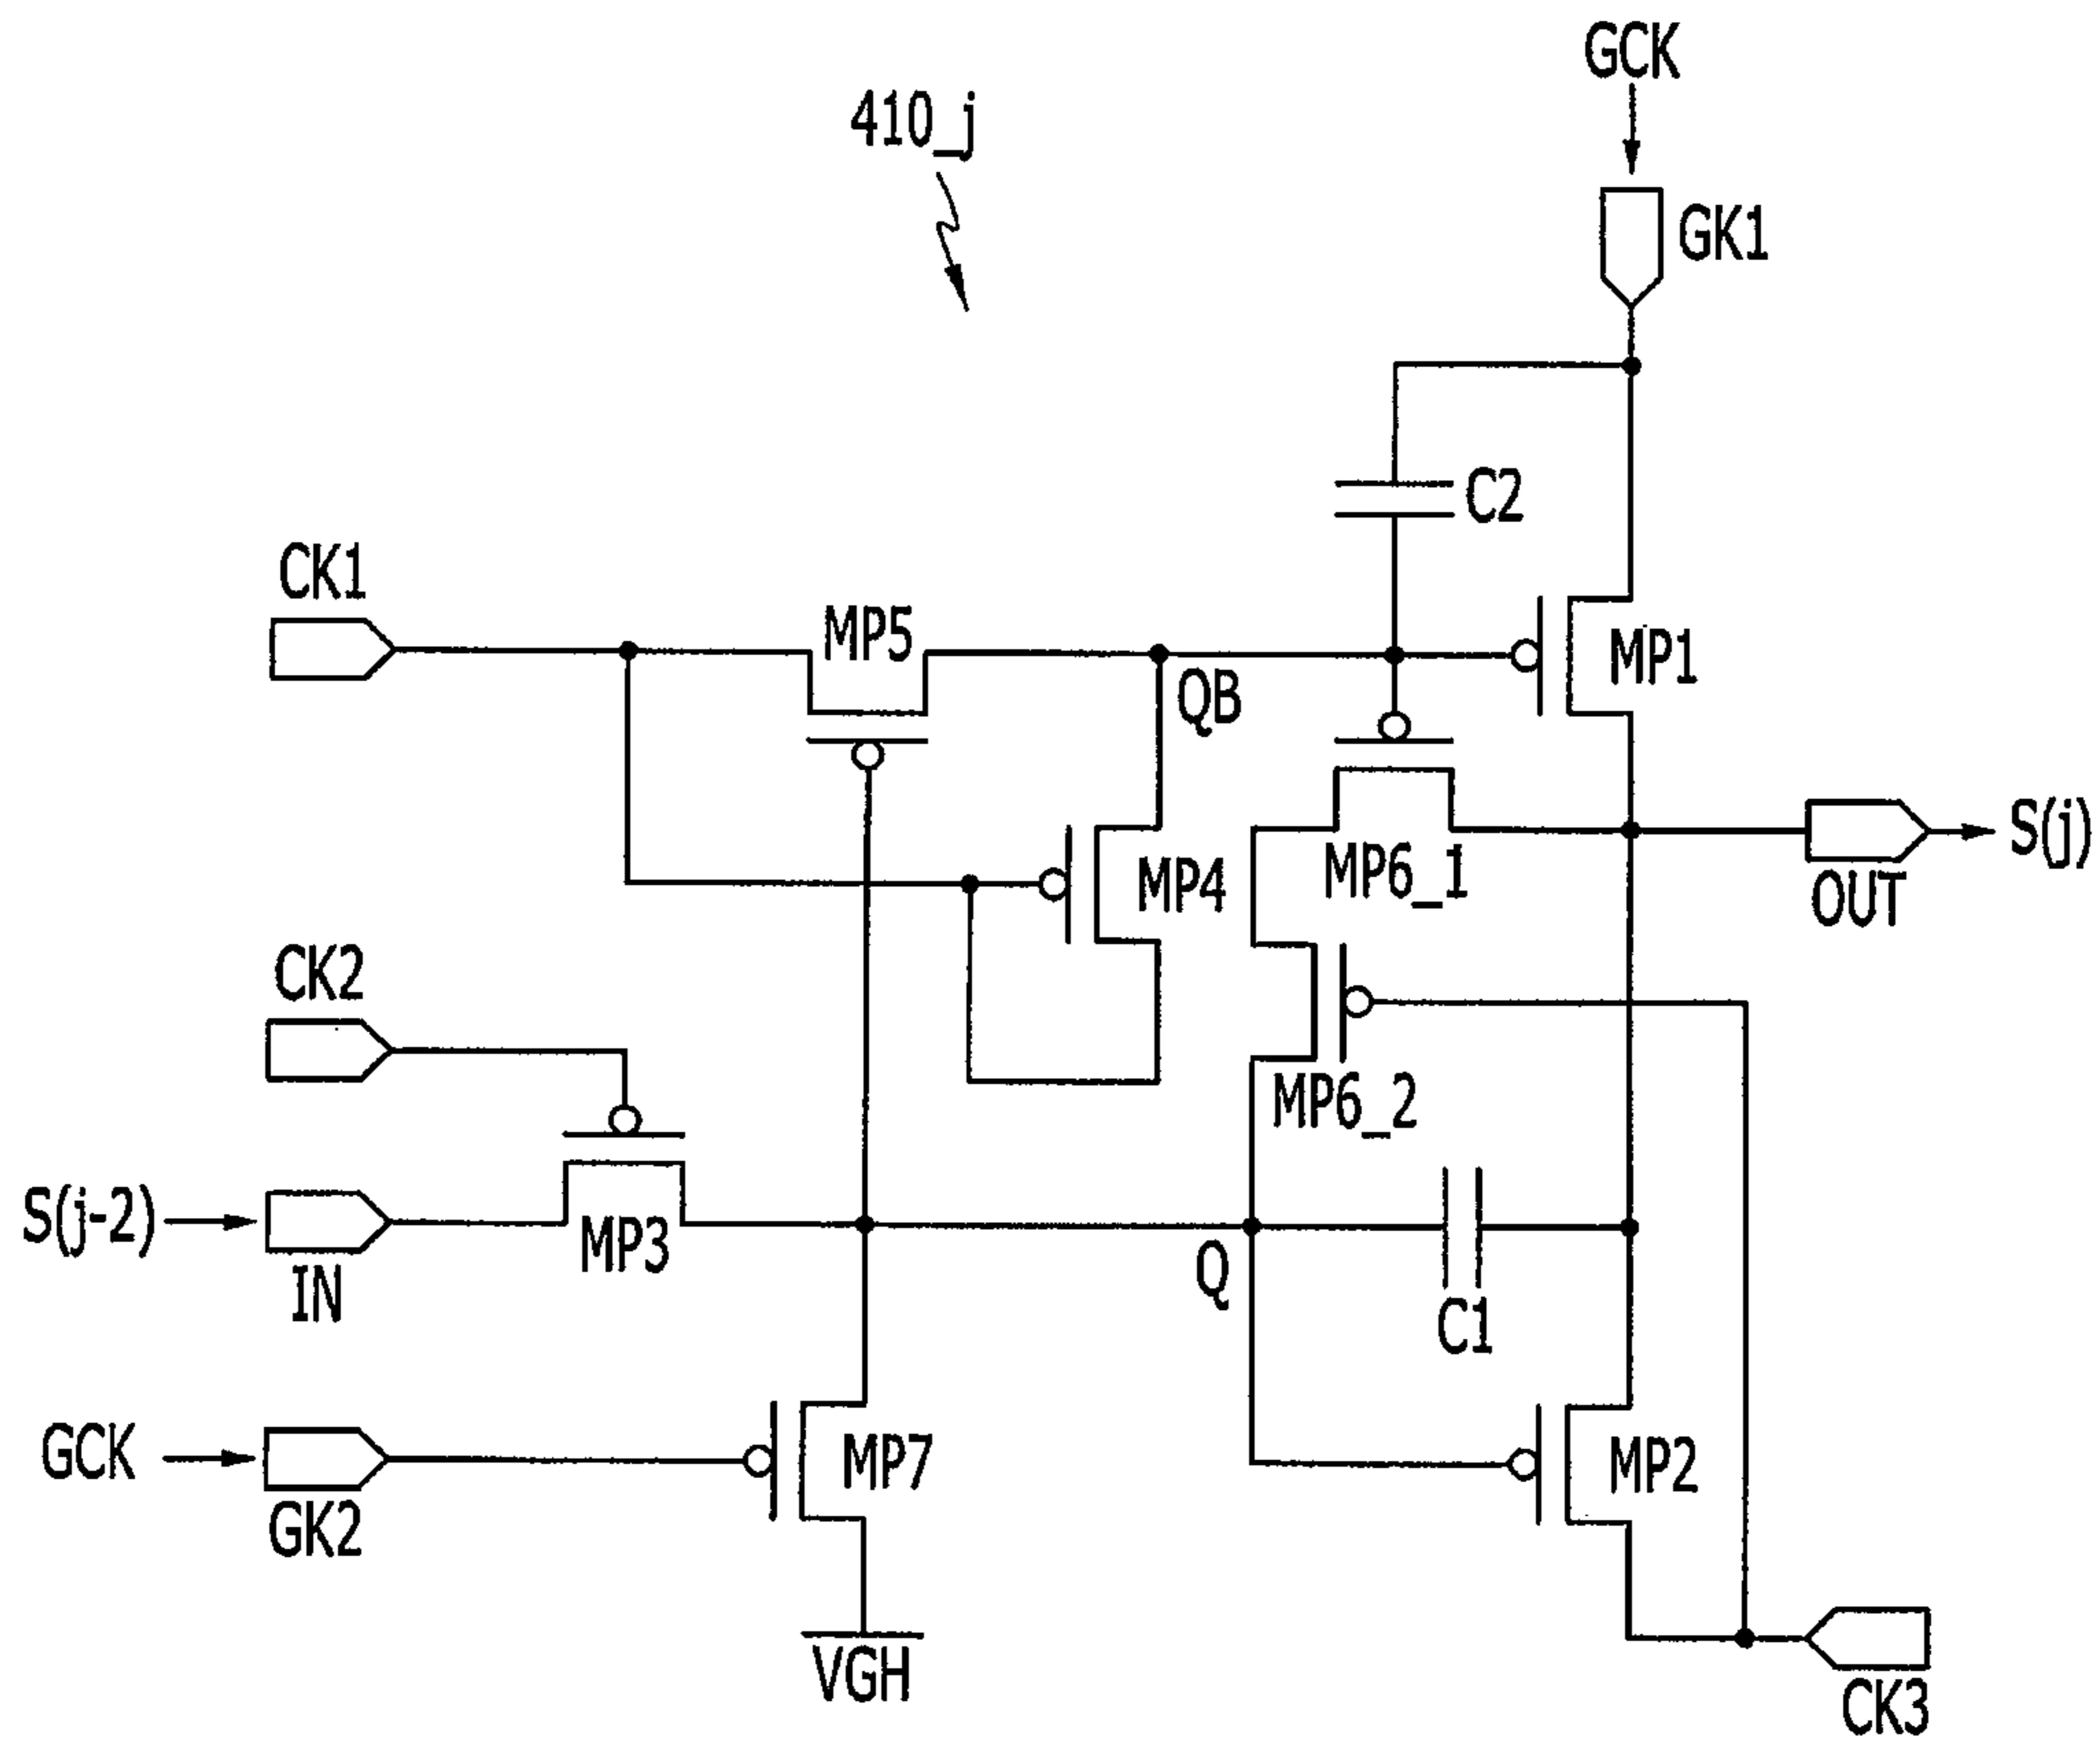 GCK
410_j
GK1
C2
CK1
MP5
MP1
QB
S(j)
MP6_1
MP4
OUT
CK2
MP6_2
S(j-2)
MP3
Q
IN
C1
GCK
MP7
MP2
GK2
VGH
CK3